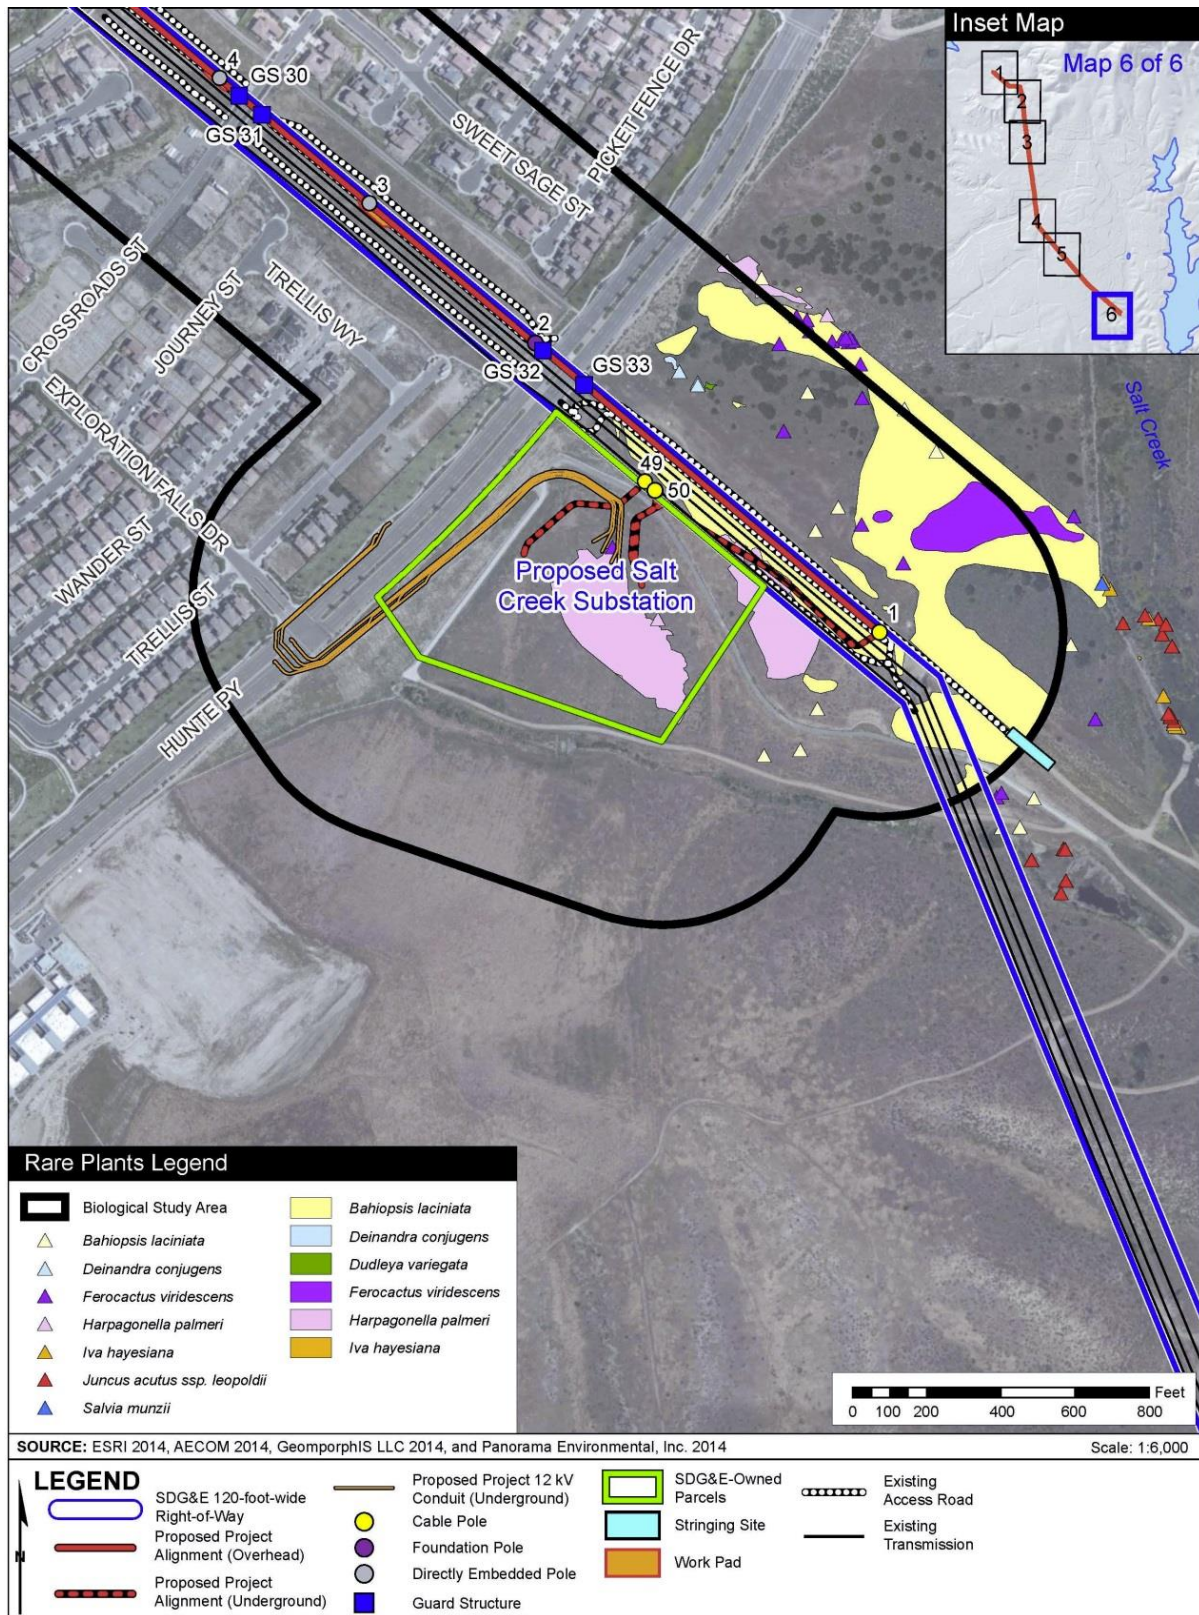 Inset Map
Map 6 of 6
1
2
3
4
5
6
4
GS 30
GS 31
3
SWEET SAGE ST
PICKET FENCE DR
CROSSROADS ST
JOURNEY ST
TRELLIS WY
2
GS 32
GS 33
Salt Creek
EXPLORATION FALLS DR
49
50
WANDER ST
TRELLIS ST
Proposed Salt
Creek Substation
1
HUNTE PY
Rare Plants Legend
Biological Study Area
Bahiopsis laciniata
Deinandra conjugens
Ferocactus viridescens
Harpagonella palmeri
Iva hayesiana
Juncus acutus ssp. leopoldii
Salvia munzii
Bahiopsis laciniata
Deinandra conjugens
Dudleya variegata
Ferocactus viridescens
Harpagonella palmeri
Iva hayesiana
Feet
0 100 200 400 600 800
SOURCE: ESRI 2014, AECOM 2014, GeomporphIS LLC 2014, and Panorama Environmental, Inc. 2014
Scale: 1:6,000
LEGEND
N
SDG&E 120-foot-wide
Right-of-Way
Proposed Project
Alignment (Overhead)
Proposed Project
Alignment (Underground)
Proposed Project 12 kV
Conduit (Underground)
Cable Pole
Foundation Pole
Directly Embedded Pole
Guard Structure
SDG&E-Owned
Parcels
Stringing Site
Work Pad
Existing
Access Road
Existing
Transmission